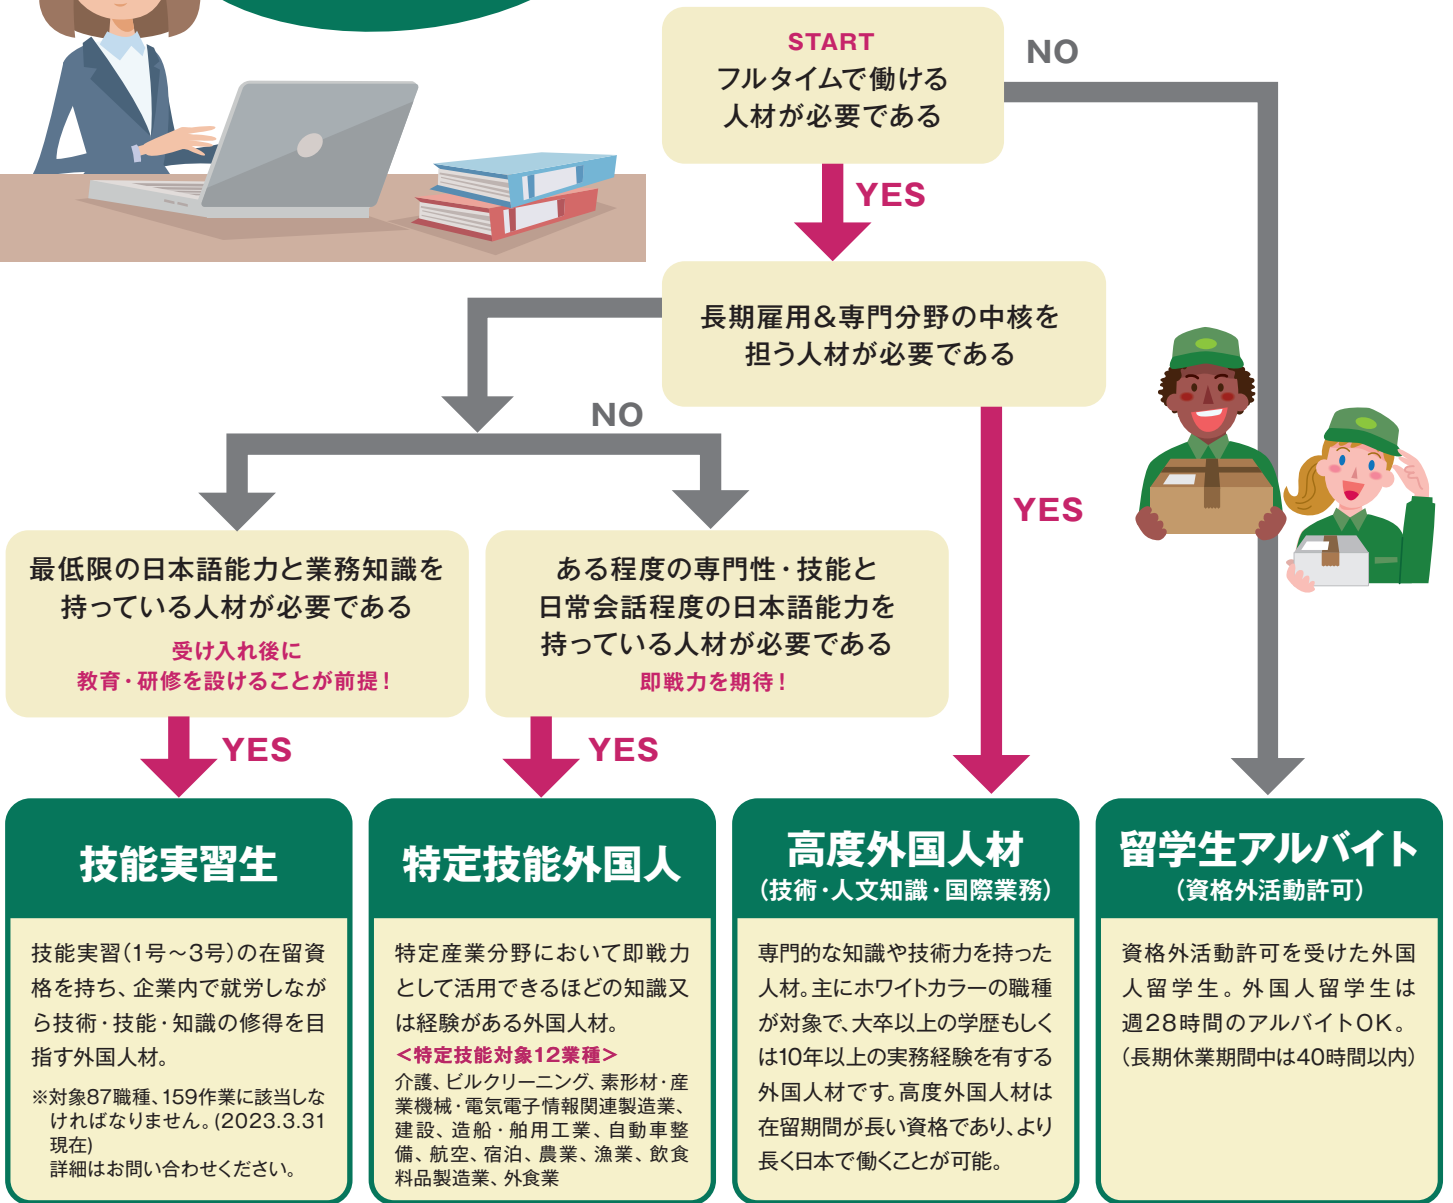 START
フルタイムで働ける
人材が必要である
NO
YES
長期雇用&専門分野の中核を
担う人材が必要である
NO
YES
最低限の日本語能力と業務知識を
持っている人材が必要である
受け入れ後に
教育・研修を設けることが前提！
ある程度の専門性・技能と
日常会話程度の日本語能力を
持っている人材が必要である
即戦力を期待！
YES
YES
技能実習生
技能実習(1号～3号)の在留資
格を持ち、企業内で就労しなが
ら技術・技能・知識の修得を目
指す外国人材。
※対象87職種、159作業に該当しな
ければなりません。(2023.3.31
現在)
詳細はお問い合わせください。
特定技能外国人
特定産業分野において即戦力
として活用できるほどの知識又
は経験がある外国人材。
＜特定技能対象12業種＞
介護、ビルクリーニング、素形材・産
業機械・電気電子情報関連製造業、
建設、造船・舶用工業、自動車整
備、航空、宿泊、農業、漁業、飲食
料品製造業、外食業
高度外国人材
（技術・人文知識・国際業務）
専門的な知識や技術力を持った
人材。主にホワイトカラーの職種
が対象で、大卒以上の学歴もしく
は10年以上の実務経験を有する
外国人材です。高度外国人材は
在留期間が長い資格であり、より
長く日本で働くことが可能。
留学生アルバイト
（資格外活動許可）
資格外活動許可を受けた外国
人留学生。外国人留学生は
週28時間のアルバイトOK。
（長期休業期間中は40時間以内）